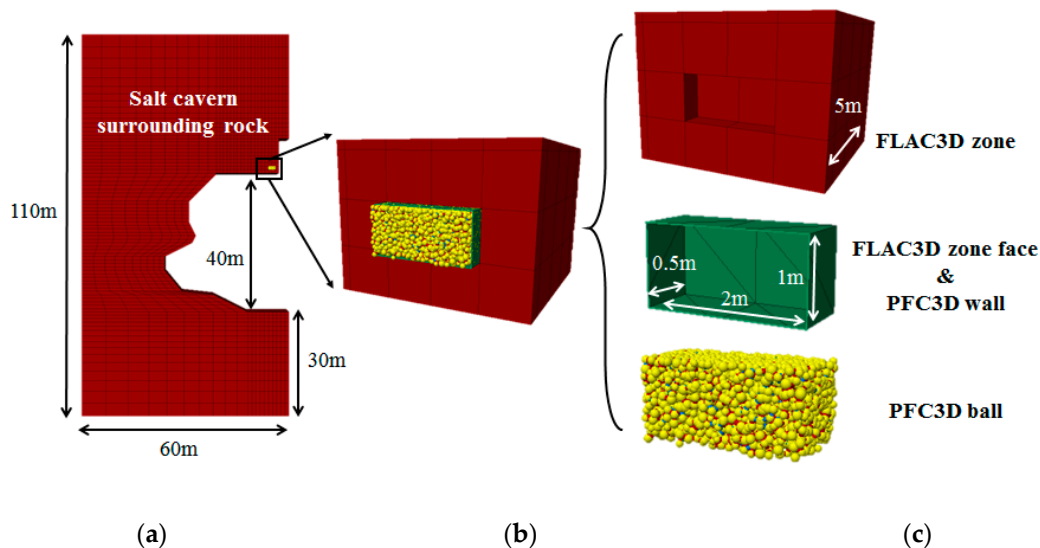 Salt cavern
surrounding rock
110m
40m
30m
60m
5m
FLAC3D zone
0.5m
2m
1m
FLAC3D zone face
&
PFC3D wall
PFC3D ball
(a)
(b)
(c)